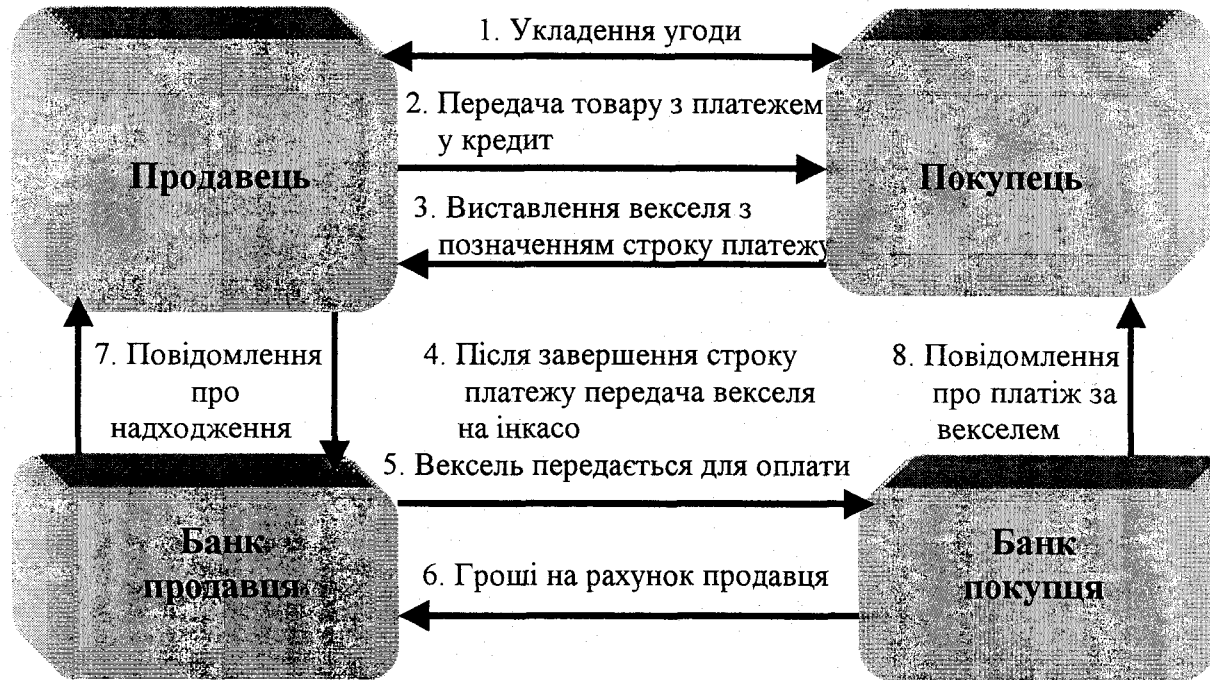 1. Укладення угоди
2. Передача товару з платежем
у кредит
Продавець
Покупець
3. Виставлення векселя з
позначенням строку платежу
7. Повідомлення
про
надходження
4. Після завершення строку
платежу передача векселя
на інкасо
8. Повідомлення
про платіж за
векселем
5. Вексель передається для оплати
Банк
продавця
6. Гроші на рахунок продавця
Банк
покупця